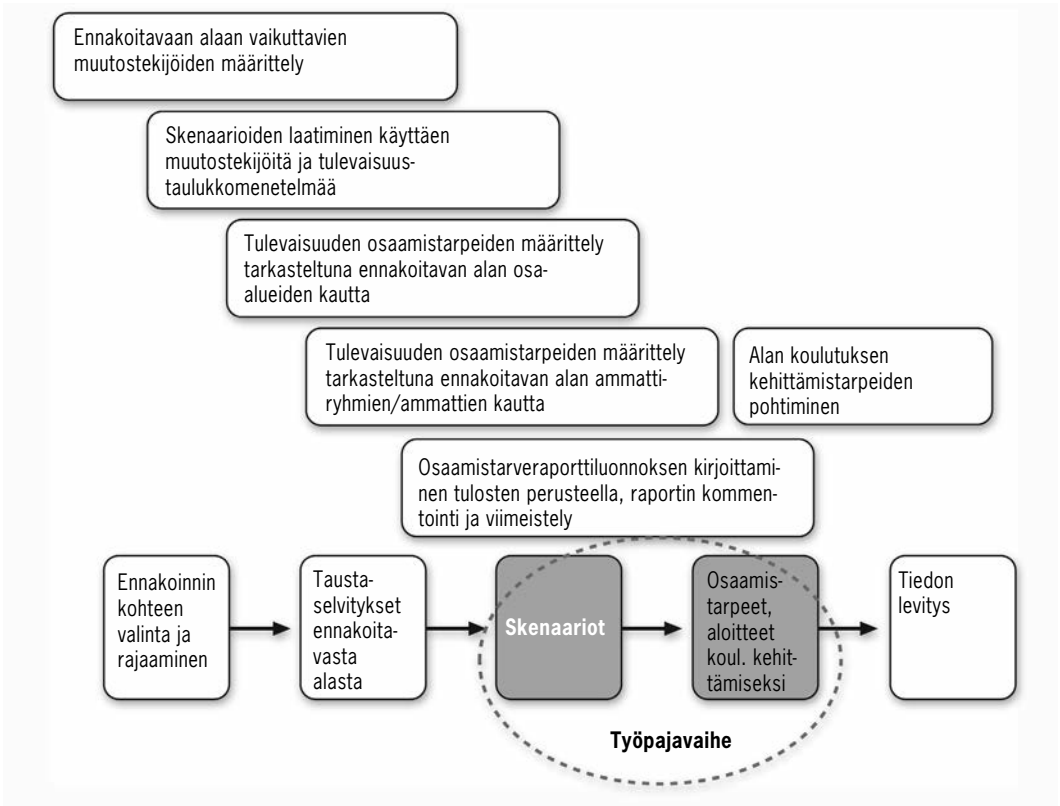 Ennakoitavaan alaan vaikuttavien
muutostekijöiden määrittely
Skenaarioiden laatiminen käyttäen
muutostekijöitä ja tulevaisuus-
taulukkomenetelmää
Tulevaisuuden osaamistarpeiden määrittely
tarkasteltuna ennakoitavan alan osa-
alueiden kautta
Tulevaisuuden osaamistarpeiden määrittely
tarkasteltuna ennakoitavan alan ammatti-
ryhmien/ammattien kautta
Alan koulutuksen
kehittämistarpeiden
pohtiminen
Osaamistarveraporttiluonnoksen kirjoittami-
nen tulosten perusteella, raportin kommen-
tointi ja viimeistely
Ennakoinnin
kohteen
valinta ja
rajaaminen
Tausta-
selvitykset
ennakoita-
vasta
alasta
Skenaariot
Osaamis-
tarpeet,
aloitteet
koul. kehit-
tämiseksi
Tiedon
levitys
Työpajavaihe